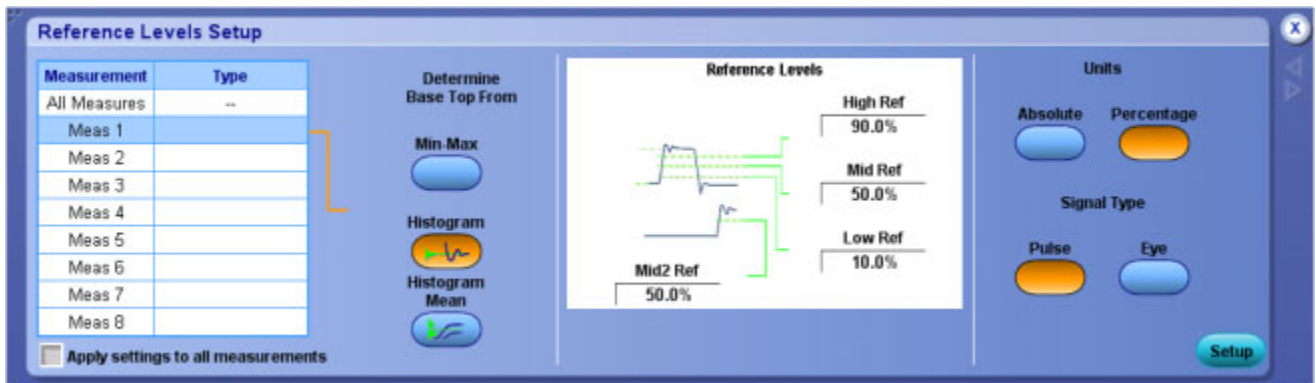 Reference Levels Setup
Measurement Type
All Measures --
Meas 1
Meas 2
Meas 3
Meas 4
Meas 5
Meas 6
Meas 7
Meas 8
Apply settings to all measurements
Determine
Base Top From
Min-Max
Histogram
Histogram
Mean
Reference Levels
High Ref
90.0%
Mid Ref
50.0%
Low Ref
10.0%
Mid2 Ref
50.0%
Units
Absolute Percentage
Signal Type
Pulse Eye
Setup
X